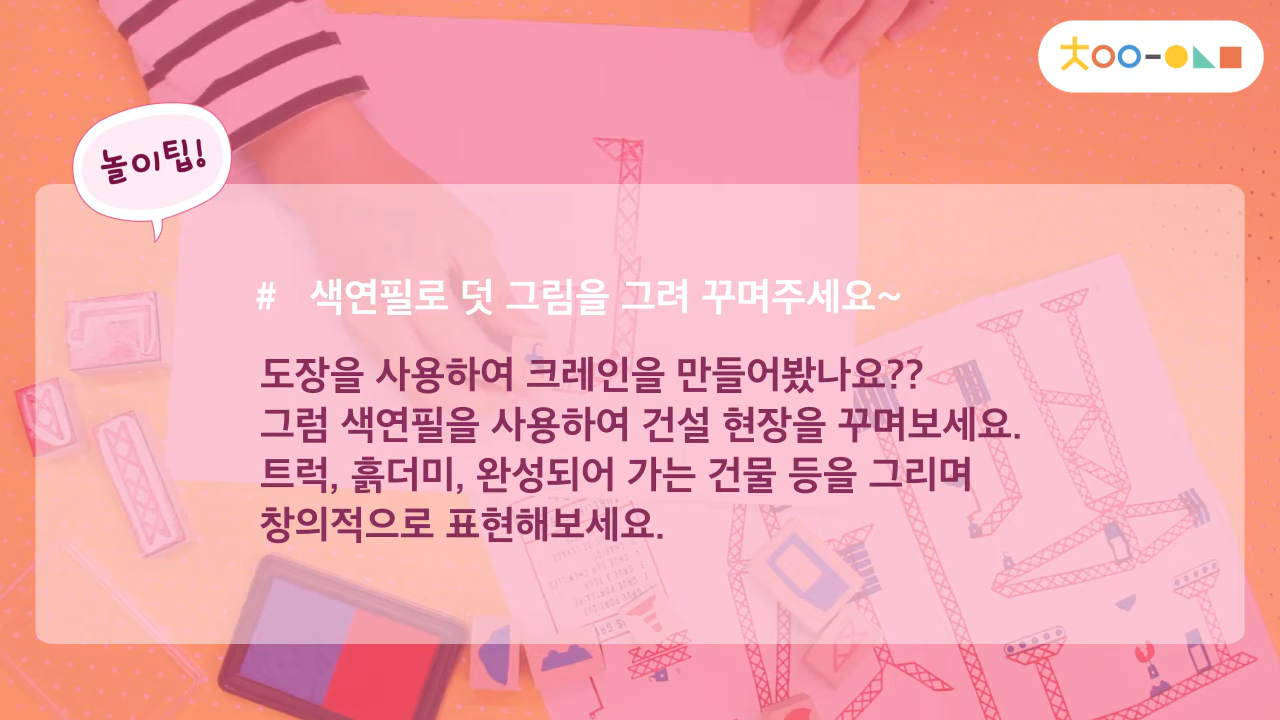 놀이팁!
# 색연필로 덧 그림을 그려 꾸며주세요~
도장을 사용하여 크레인을 만들어봤나요??
그럼 색연필을 사용하여 건설 현장을 꾸며보세요.
트럭, 흙더미, 완성되어 가는 건물 등을 그리며
창의적으로 표현해보세요.